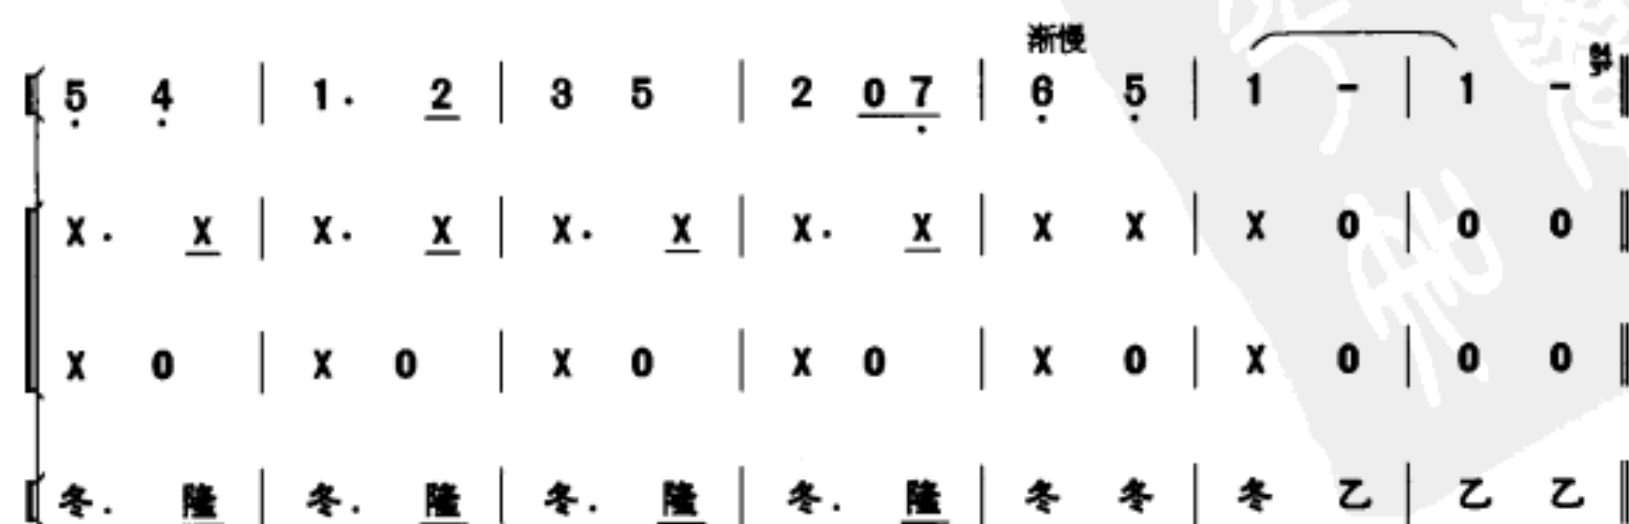 渐慢
5 4 | 1. 2 | 3 5 | 2 0 7 | 6 5 | 1 - | 1 - ‖
X. X | X. X | X. X | X. X | X X | X 0 | 0 0 ‖
X 0 | X 0 | X 0 | X 0 | X 0 | X 0 | 0 0 ‖
冬. 隆 | 冬. 隆 | 冬. 隆 | 冬. 隆 | 冬 冬 | 冬 乙 | 乙 乙